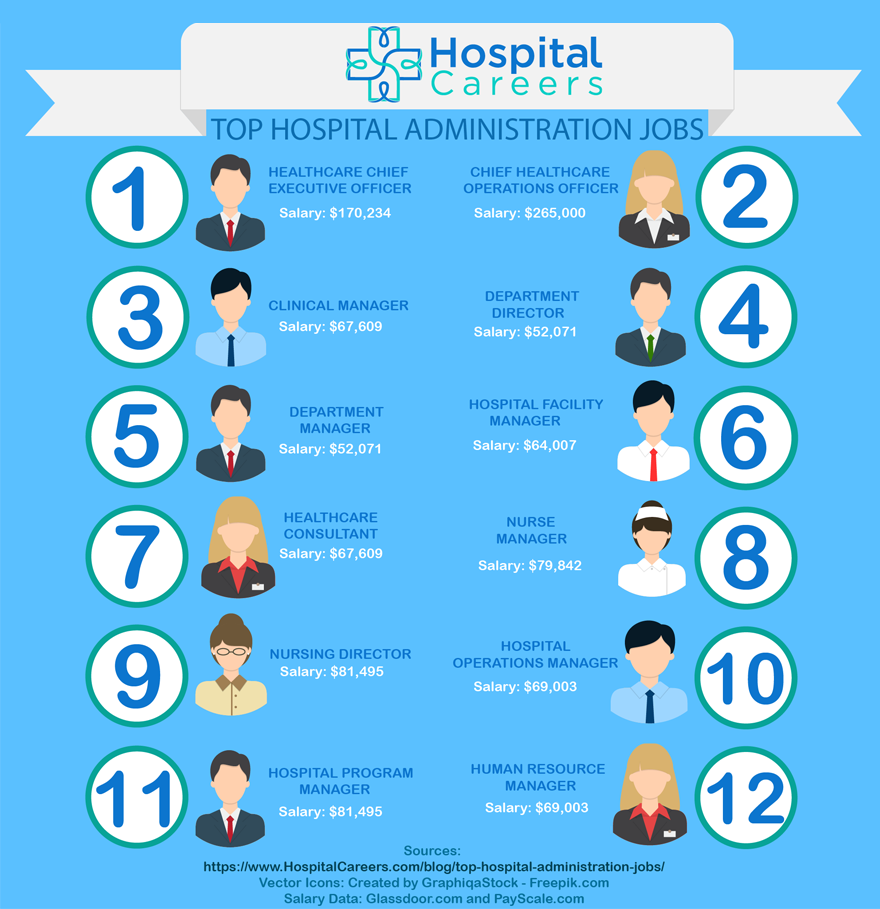 Hospital
Careers
TOP HOSPITAL ADMINISTRATION JOBS
1
HEALTHCARE CHIEF
EXECUTIVE OFFICER
Salary: $170,234
CHIEF HEALTHCARE
OPERATIONS OFFICER
Salary: $265,000
2
3
CLINICAL MANAGER
Salary: $67,609
DEPARTMENT
DIRECTOR
Salary: $52,071
4
5
DEPARTMENT
MANAGER
Salary: $52,071
HOSPITAL FACILITY
MANAGER
Salary: $64,007
6
7
HEALTHCARE
CONSULTANT
Salary: $67,609
NURSE
MANAGER
Salary: $79,842
8
9
NURSING DIRECTOR
Salary: $81,495
HOSPITAL
OPERATIONS MANAGER
Salary: $69,003
10
11
HOSPITAL PROGRAM
MANAGER
Salary: $81,495
HUMAN RESOURCE
MANAGER
Salary: $69,003
12
Sources:
https://www.HospitalCareers.com/blog/top-hospital-administration-jobs/
Vector Icons: Created by GraphiqaStock - Freepik.com
Salary Data: Glassdoor.com and PayScale.com